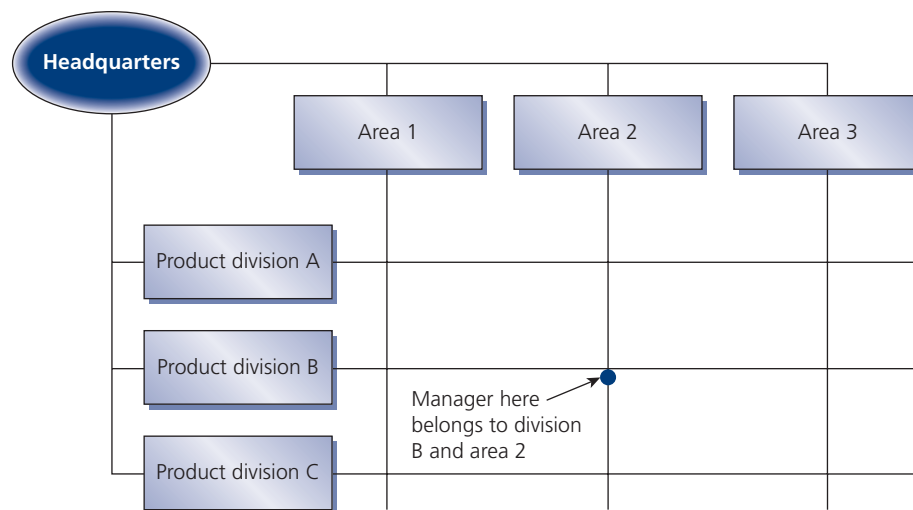 Headquarters
Area 1
Area 2
Area 3
Product division A
Product division B
Manager here
belongs to division
B and area 2
Product division C